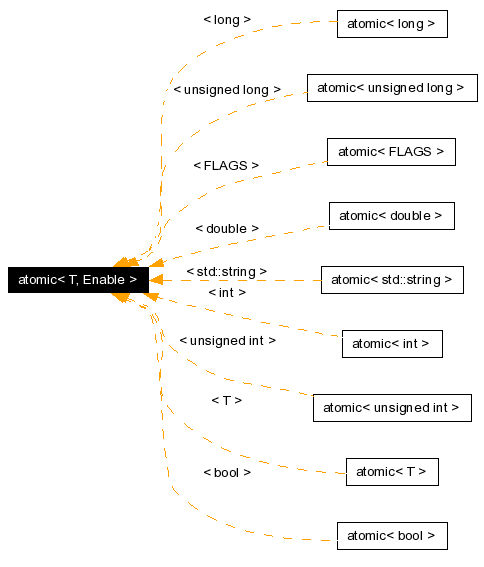 < long >
atomic< long >
< unsigned long >
atomic< unsigned long >
< FLAGS >
atomic< FLAGS >
< double >
atomic< double >
atomic< T, Enable >
< std::string >
atomic< std::string >
< int >
atomic< int >
< unsigned int >
atomic< unsigned int >
< T >
atomic< T >
< bool >
atomic< bool >